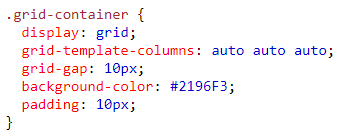 .grid-container {
  display: grid;
  grid-template-columns: auto auto auto;
  grid-gap: 10px;
  background-color: #2196F3;
  padding: 10px;
}